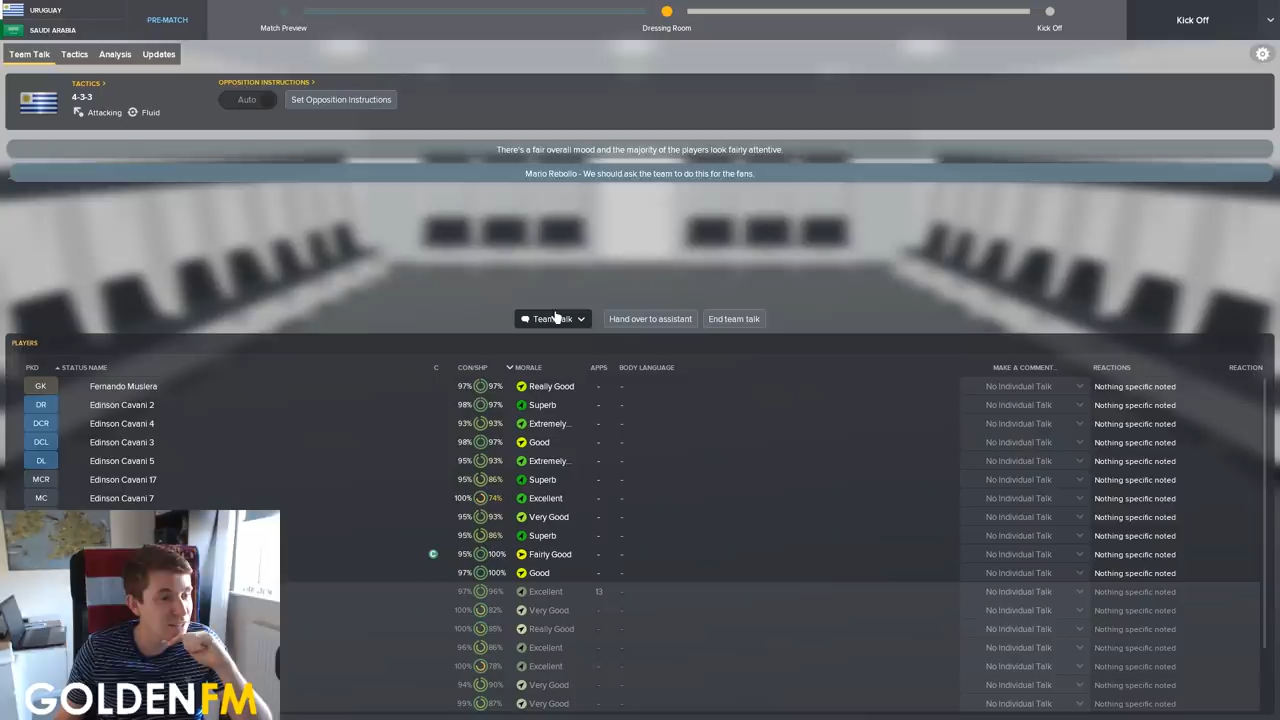 URUGUAY
SAUDI ARABIA
PRE-MATCH
Match Preview
Dressing Room
Kick Off
Kick Off
Team Talk Tactics Analysis Updates
TACTICS >
4-3-3
Attacking Fluid
OPPOSITION INSTRUCTIONS >
Auto Set Opposition Instructions
There's a fair overall mood and the majority of the players look fairly attentive.
Mario Rebollo - We should ask the team to do this for the fans.
Team Talk Hand over to assistant End team talk
PLAYERS
PKD STATUS NAME C CON/SHP MORALE APPS BODY LANGUAGE MAKE A COMMENT... REACTIONS REACTION
GK Fernando Muslera 97% 97% Really Good - - No Individual Talk Nothing specific noted
DR Edinson Cavani 2 98% 97% Superb - - No Individual Talk Nothing specific noted
DCR Edinson Cavani 4 93% 93% Extremely... - - No Individual Talk Nothing specific noted
DCL Edinson Cavani 3 98% 97% Good - - No Individual Talk Nothing specific noted
DL Edinson Cavani 5 95% 93% Extremely... - - No Individual Talk Nothing specific noted
MCR Edinson Cavani 17 95% 86% Superb - - No Individual Talk Nothing specific noted
MC Edinson Cavani 7 100% 74% Excellent - - No Individual Talk Nothing specific noted
95% 93% Very Good - - No Individual Talk Nothing specific noted
95% 86% Superb - - No Individual Talk Nothing specific noted
C 95% 100% Fairly Good - - No Individual Talk Nothing specific noted
97% 100% Good - - No Individual Talk Nothing specific noted
97% 96% Excellent 13 - No Individual Talk Nothing specific noted
100% 82% Very Good - - No Individual Talk Nothing specific noted
100% 85% Really Good - - No Individual Talk Nothing specific noted
96% 86% Excellent - - No Individual Talk Nothing specific noted
100% 78% Excellent - - No Individual Talk Nothing specific noted
94% 90% Very Good - - No Individual Talk Nothing specific noted
99% 87% Very Good - - No Individual Talk Nothing specific noted
GOLDENFM